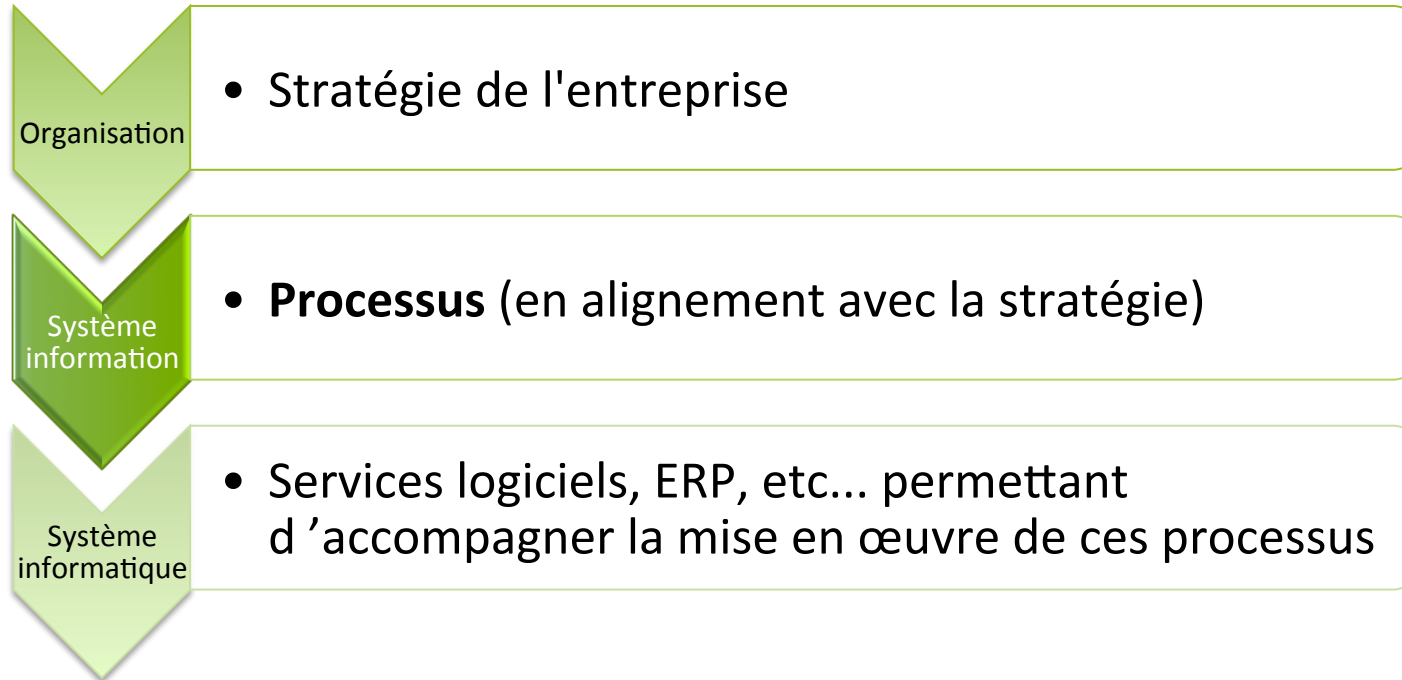 Organisation
• Stratégie de l'entreprise
Système
information
• Processus (en alignement avec la stratégie)
Système
informatique
• Services logiciels, ERP, etc... permettant
d ’accompagner la mise en œuvre de ces processus